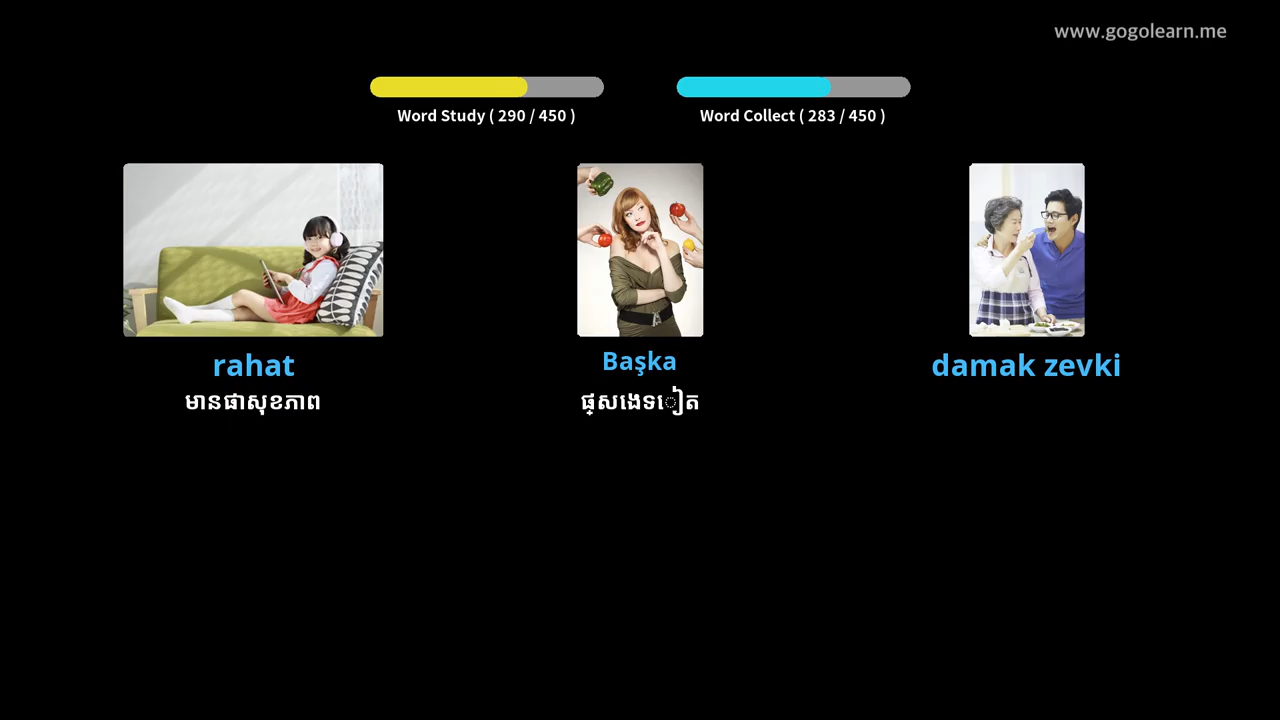 www.gogolearn.me
Word Study ( 290 / 450 )
Word Collect ( 283 / 450 )
rahat
Başka
damak zevki
មានផាសុខភាព
ផ្សេងទៀត